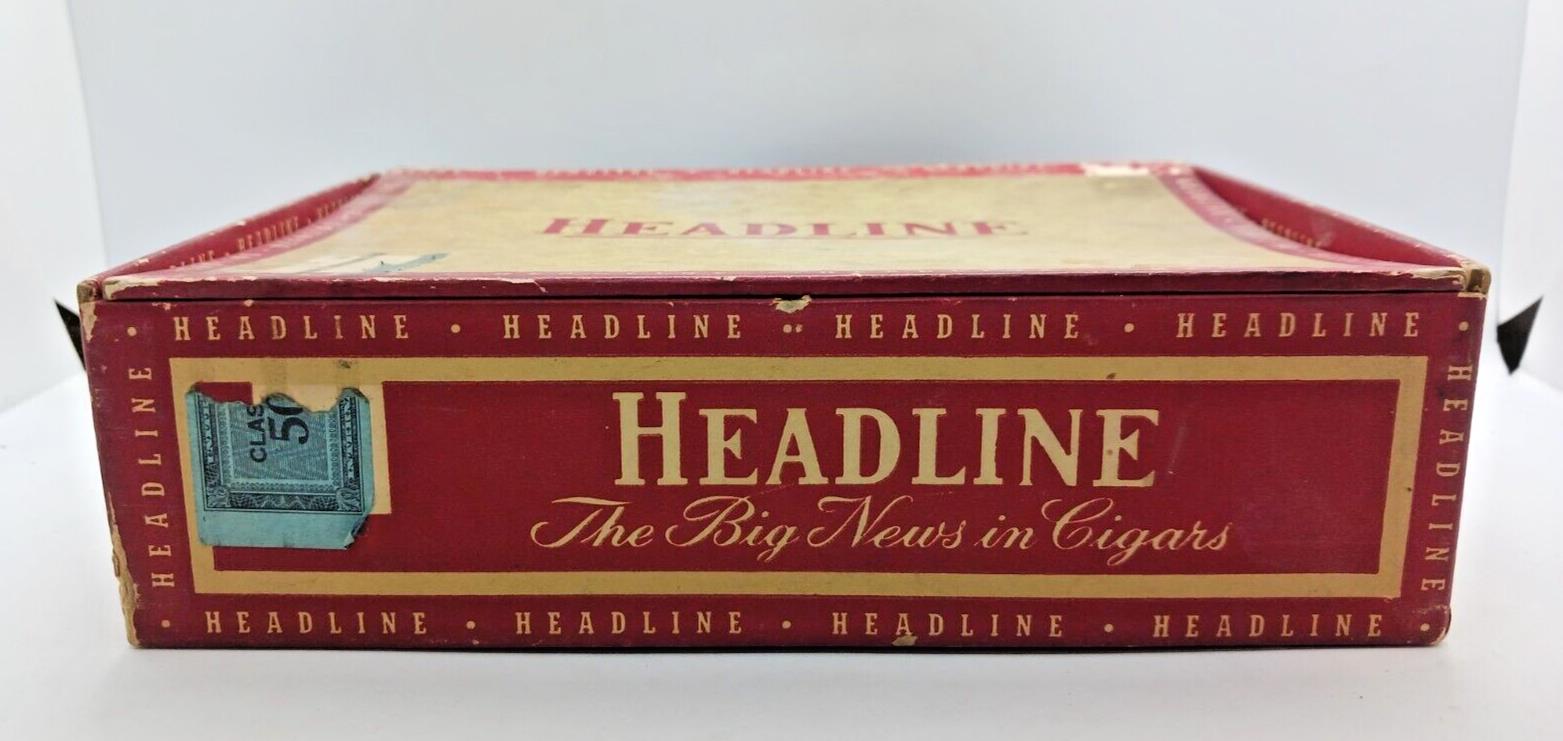 HEADLINE
• HEADLINE • HEADLINE • HEADLINE • HEADLINE •
HEADLINE
HEADLINE
CLAS
50
HEADLINE
The Big News in Cigars
• HEADLINE • HEADLINE • HEADLINE • HEADLINE •